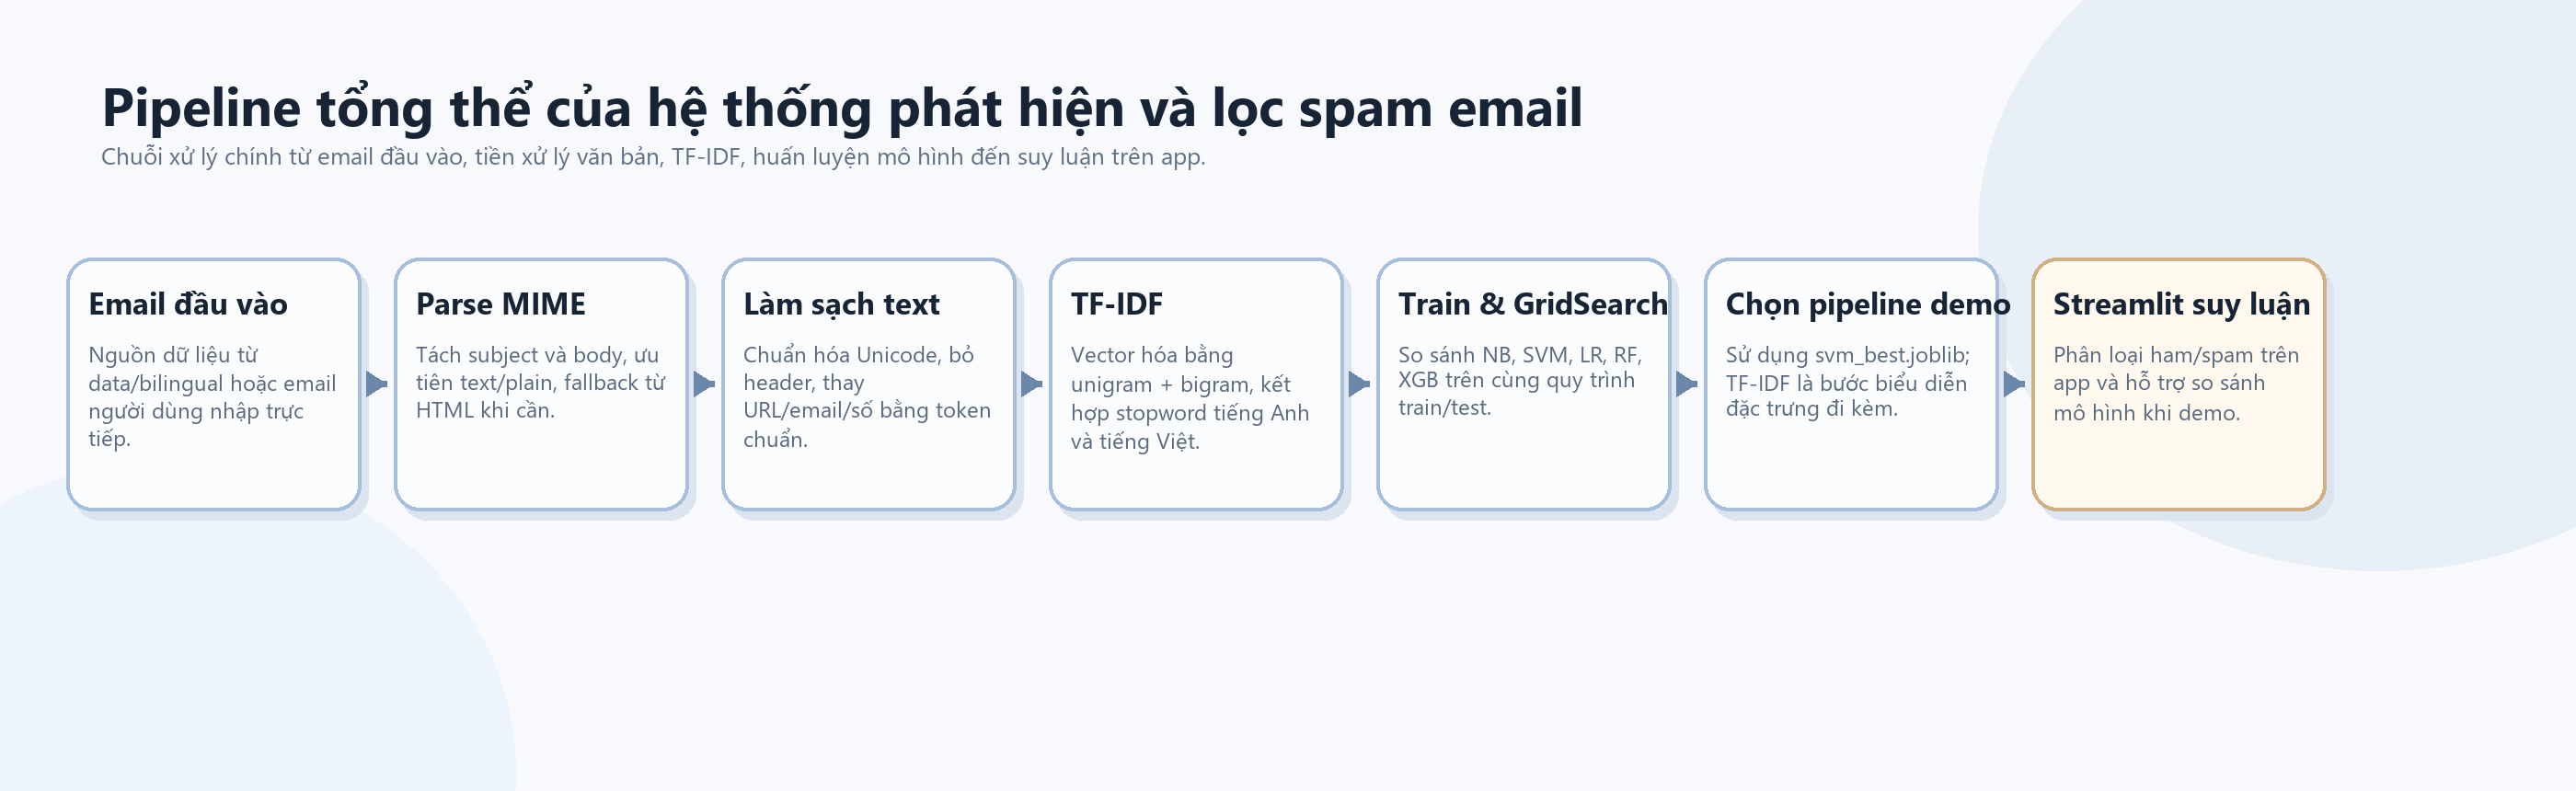 Pipeline tổng thể của hệ thống phát hiện và lọc spam email
Chuỗi xử lý chính từ email đầu vào, tiền xử lý văn bản, TF-IDF, huấn luyện mô hình đến suy luận trên app.
Email đầu vào
Nguồn dữ liệu từ
data/bilingual hoặc email
người dùng nhập trực
tiếp.
Parse MIME
Tách subject và body, ưu
tiên text/plain, fallback từ
HTML khi cần.
Làm sạch text
Chuẩn hóa Unicode, bỏ
header, thay
URL/email/số bằng token
chuẩn.
TF-IDF
Vector hóa bằng
unigram + bigram, kết
hợp stopword tiếng Anh
và tiếng Việt.
Train & GridSearch
So sánh NB, SVM, LR, RF,
XGB trên cùng quy trình
train/test.
Chọn pipeline demo
Sử dụng svm_best.joblib;
TF-IDF là bước biểu diễn
đặc trưng đi kèm.
Streamlit suy luận
Phân loại ham/spam trên
app và hỗ trợ so sánh
mô hình khi demo.